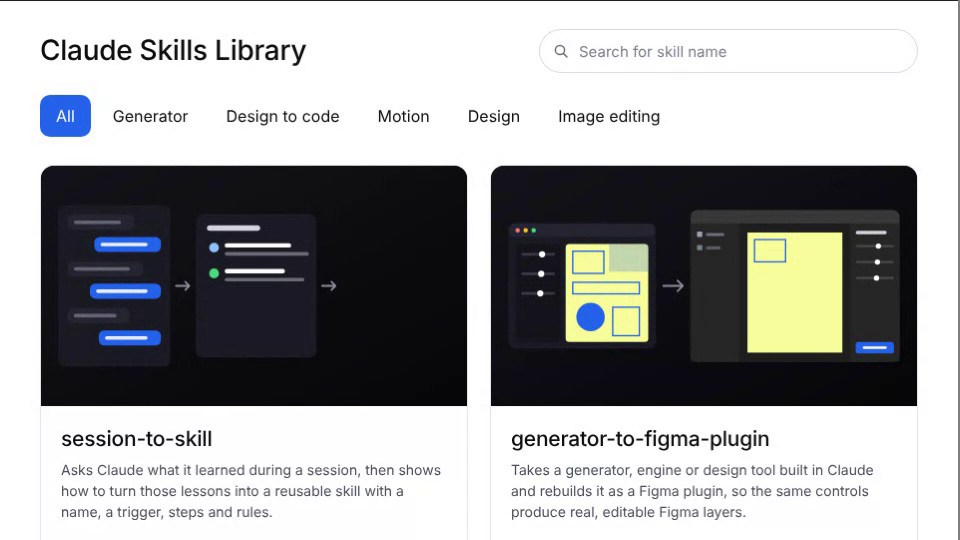 Claude Skills Library
Search for skill name
All
Generator
Design to code
Motion
Design
Image editing
session-to-skill
Asks Claude what it learned during a session, then shows
how to turn those lessons into a reusable skill with a
name, a trigger, steps and rules.
generator-to-figma-plugin
Takes a generator, engine or design tool built in Claude
and rebuilds it as a Figma plugin, so the same controls
produce real, editable Figma layers.